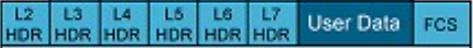 L2 HDR
L3 HDR
L4 HDR
L5 HDR
L6 HDR
L7 HDR
User Data
FCS